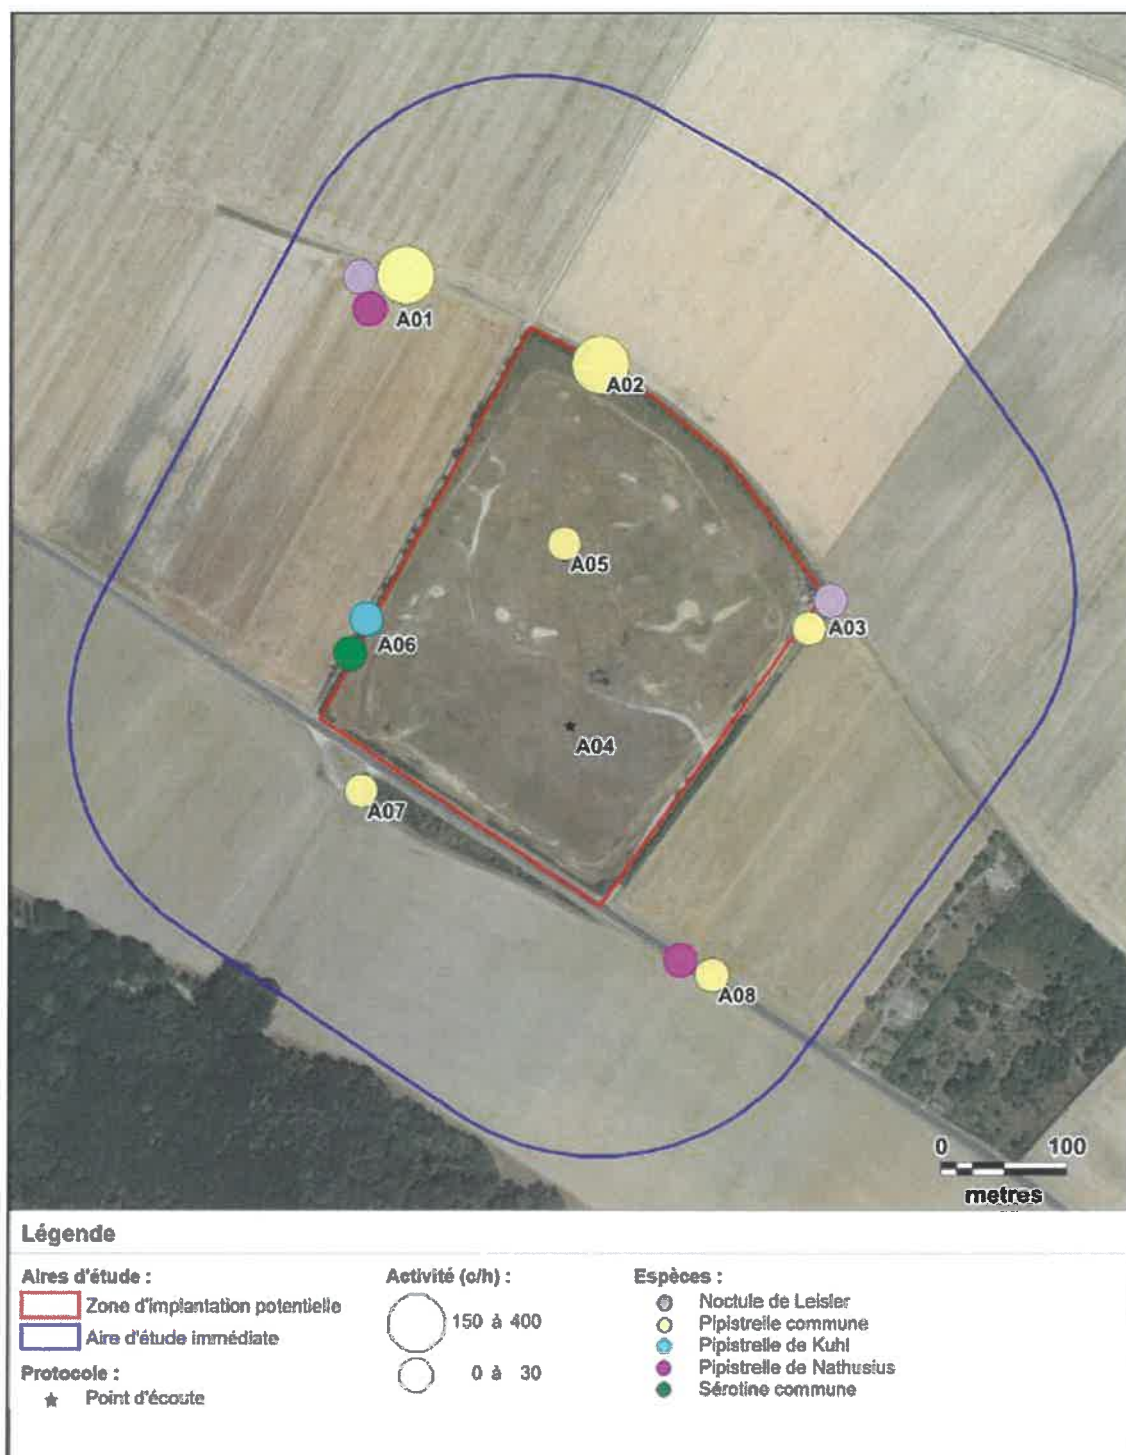 A01
A02
A05
A03
A06
A04
A07
A08
0 100
metres
Légende
Aires d'étude :
Zone d'implantation potentielle
Aire d'étude immédiate
Protocole :
Point d'écoute
Activité (c/h) :
150 à 400
0 à 30
Espèces :
Noctule de Leisler
Pipistrelle commune
Pipistrelle de Kuhl
Pipistrelle de Nathusius
Sérotine commune